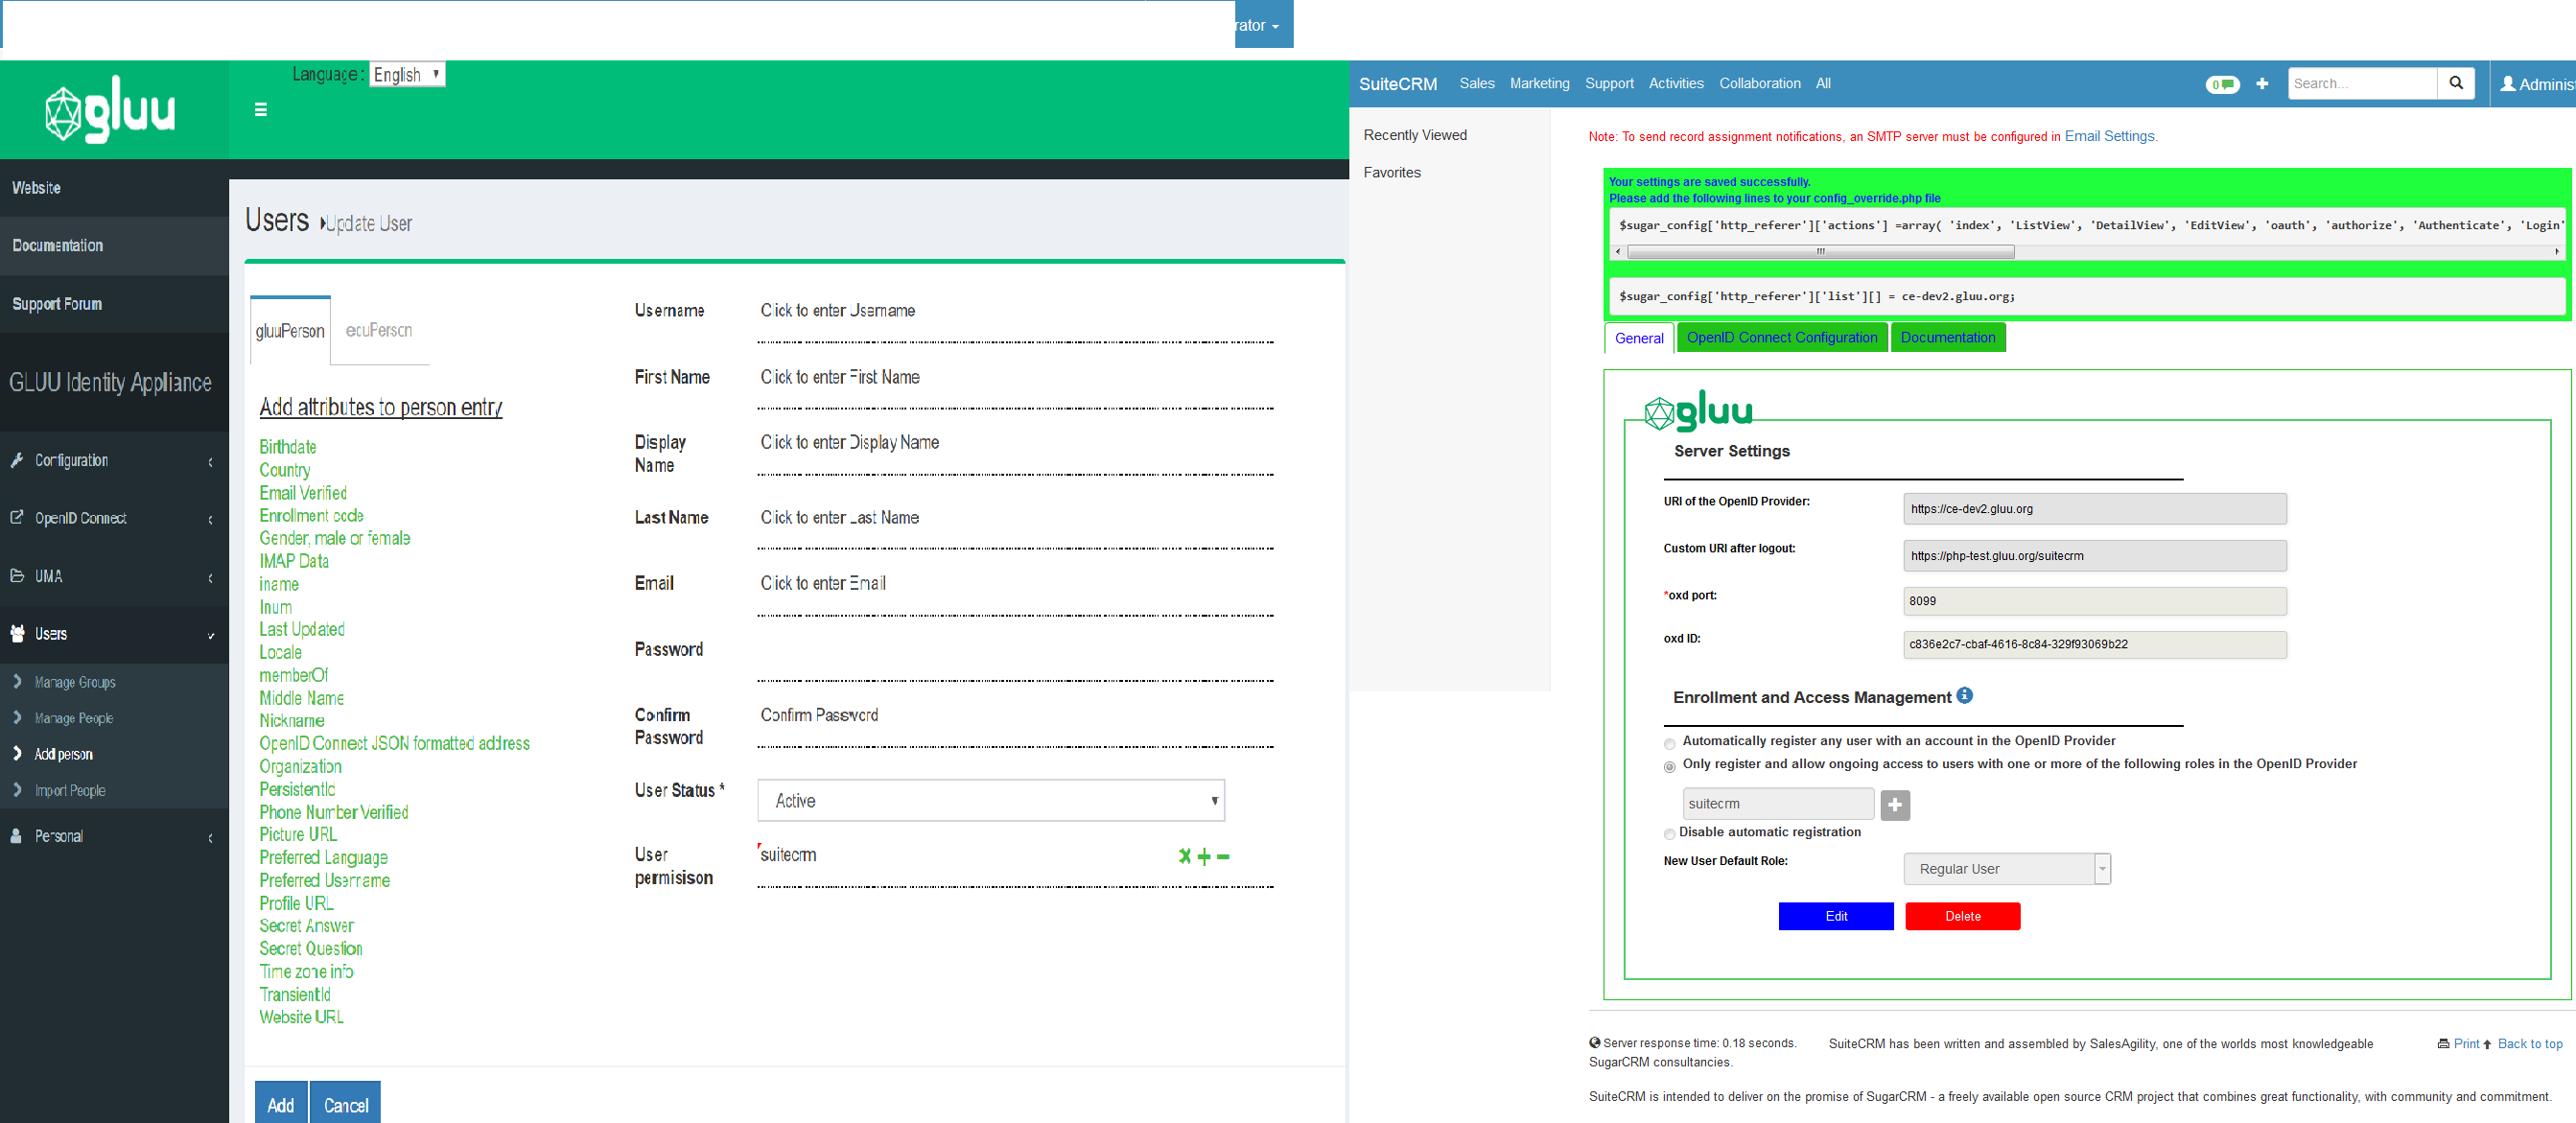 rator
gluu
Language: English
Website
Documentation
Support Forum
GLUU Identity Appliance
Configuration
OpenID Connect
UMA
Users
Manage Groups
Manage People
Add person
Import People
Personal
Users Update User
gluuPerson
eduPerson
Add attributes to person entry
Birthdate
Country
Email Verified
Enrollment code
Gender, male or female
IMAP Data
iname
Inum
Last Updated
Locale
memberOf
Middle Name
Nickname
OpenID Connect JSON formatted address
Organization
PersistentId
Phone Number Verified
Picture URL
Preferred Language
Preferred Username
Profile URL
Secret Answer
Secret Question
Time zone info
TransientId
Website URL
Username Click to enter Username
First Name Click to enter First Name
Display Name Click to enter Display Name
Last Name Click to enter Last Name
Email Click to enter Email
Password
Confirm Password Confirm Password
User Status * Active
User permisison suitecrm
Add Cancel
SuiteCRM Sales Marketing Support Activities Collaboration All 0 Search... Adminis
Recently Viewed
Favorites
Note: To send record assignment notifications, an SMTP server must be configured in Email Settings.
Your settings are saved successfully.
Please add the following lines to your config_override.php file
$sugar_config['http_referer']['actions'] =array( 'index', 'ListView', 'DetailView', 'EditView', 'oauth', 'authorize', 'Authenticate', 'Login'
$sugar_config['http_referer']['list'][] = ce-dev2.gluu.org;
General OpenID Connect Configuration Documentation
gluu
Server Settings
URI of the OpenID Provider: https://ce-dev2.gluu.org
Custom URI after logout: https://php-test.gluu.org/suitecrm
*oxd port: 8099
oxd ID: c836e2c7-cbaf-4616-8c84-329f93069b22
Enrollment and Access Management
Automatically register any user with an account in the OpenID Provider
Only register and allow ongoing access to users with one or more of the following roles in the OpenID Provider
suitecrm
Disable automatic registration
New User Default Role: Regular User
Edit Delete
Server response time: 0.18 seconds. SuiteCRM has been written and assembled by SalesAgility, one of the worlds most knowledgeable
SugarCRM consultancies.
Print Back to top
SuiteCRM is intended to deliver on the promise of SugarCRM - a freely available open source CRM project that combines great functionality, with community and commitment.